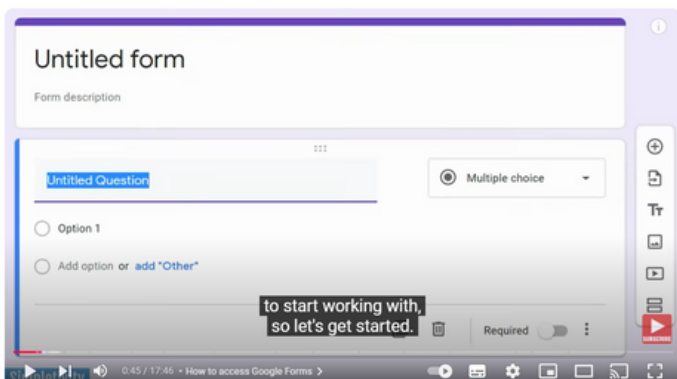 Untitled form
Form description
Untitled Question
Multiple choice
Option 1
Add option or add "Other"
Tт
to start working with,
so let's get started.
Required
SUBSCRIBE
0:45 / 17:46 • How to access Google Forms >